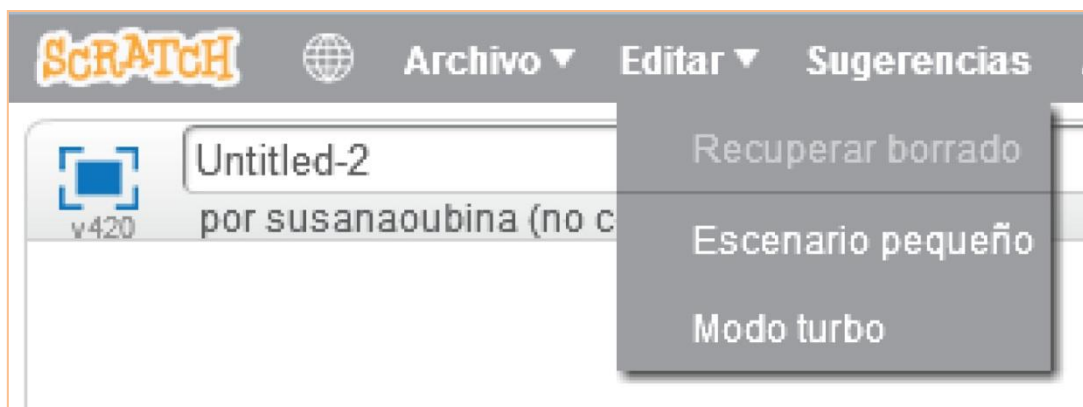 SCRATCH Archivo Editar Sugerencias
Recuperar borrado
Untitled-2
por susanaoubina (no c
v420
Escenario pequeño
Modo turbo